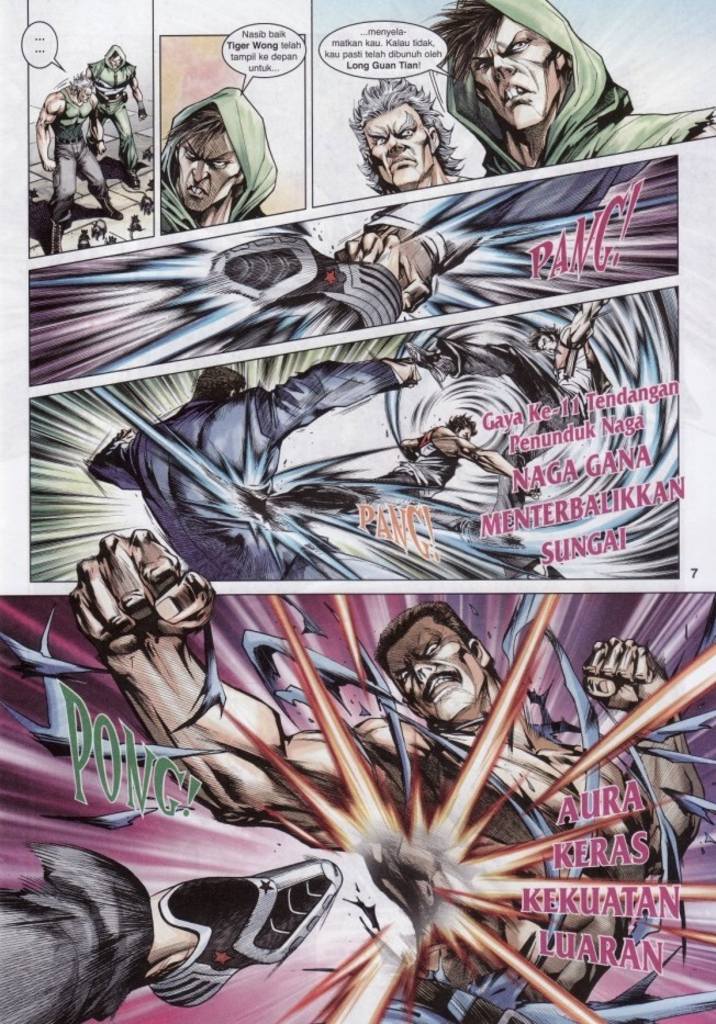 ...
...
Nasib baik
Tiger Wong telah
tampil ke depan
untuk...
...menyela-
matkan kau. Kalau tidak,
kau pasti telah dibunuh oleh
Long Guan Tian!
PANG!
Gaya Ke-11 Tendangan
Penunduk Naga
NAGA GANA
MENTERBALIKKAN
SUNGAI
PANG!
7
PONG!
AURA
KERAS
KEKUATAN
LUARAN